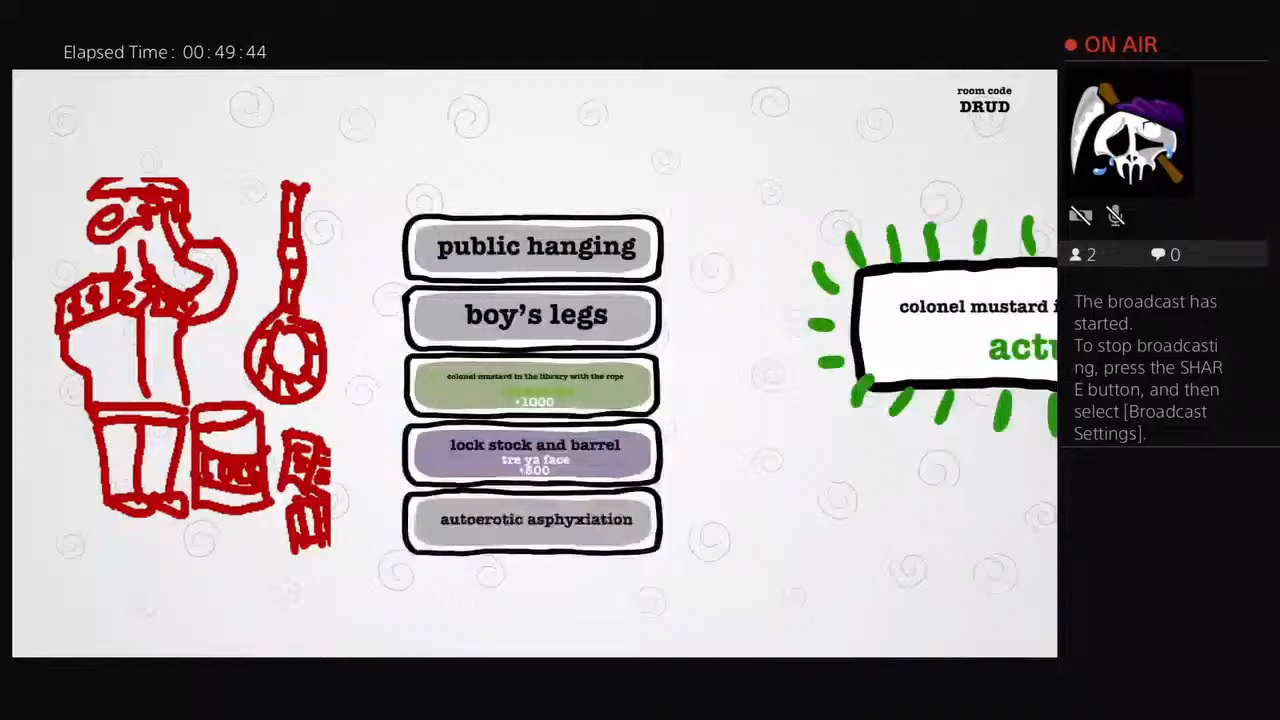 Elapsed Time: 00:49:44
ON AIR
room code
DRUD
public hanging
boy's legs
colonel mustard in the library with the rope
+1000
lock stock and barrel
tre ya face
+800
autoerotic asphyxiation
colonel mustard i
actu
2
0
The broadcast has
started.
To stop broadcasti
ng, press the SHAR
E button, and then
select [Broadcast
Settings].